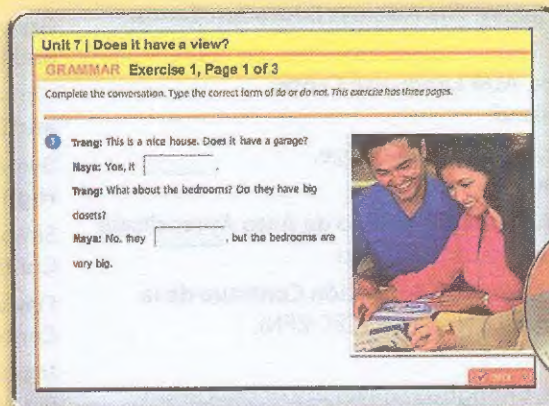 Unit 7 | Does it have a view?
GRAMMAR Exercise 1, Page 1 of 3
Complete the conversation. Type the correct form of do or do not. This exercise has three pages.
Trang: This is a nice house. Does it have a garage?
Maya: Yes, it .
Trang: What about the bedrooms? Do they have big
closets?
Maya: No, they , but the bedrooms are
very big.